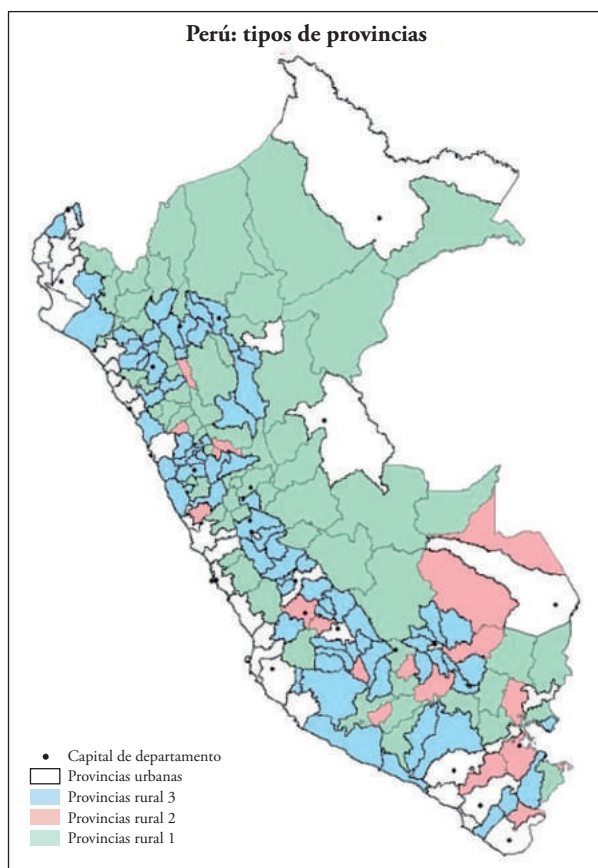 Perú: tipos de provincias
Capital de departamento
Provincias urbanas
Provincias rural 3
Provincias rural 2
Provincias rural 1